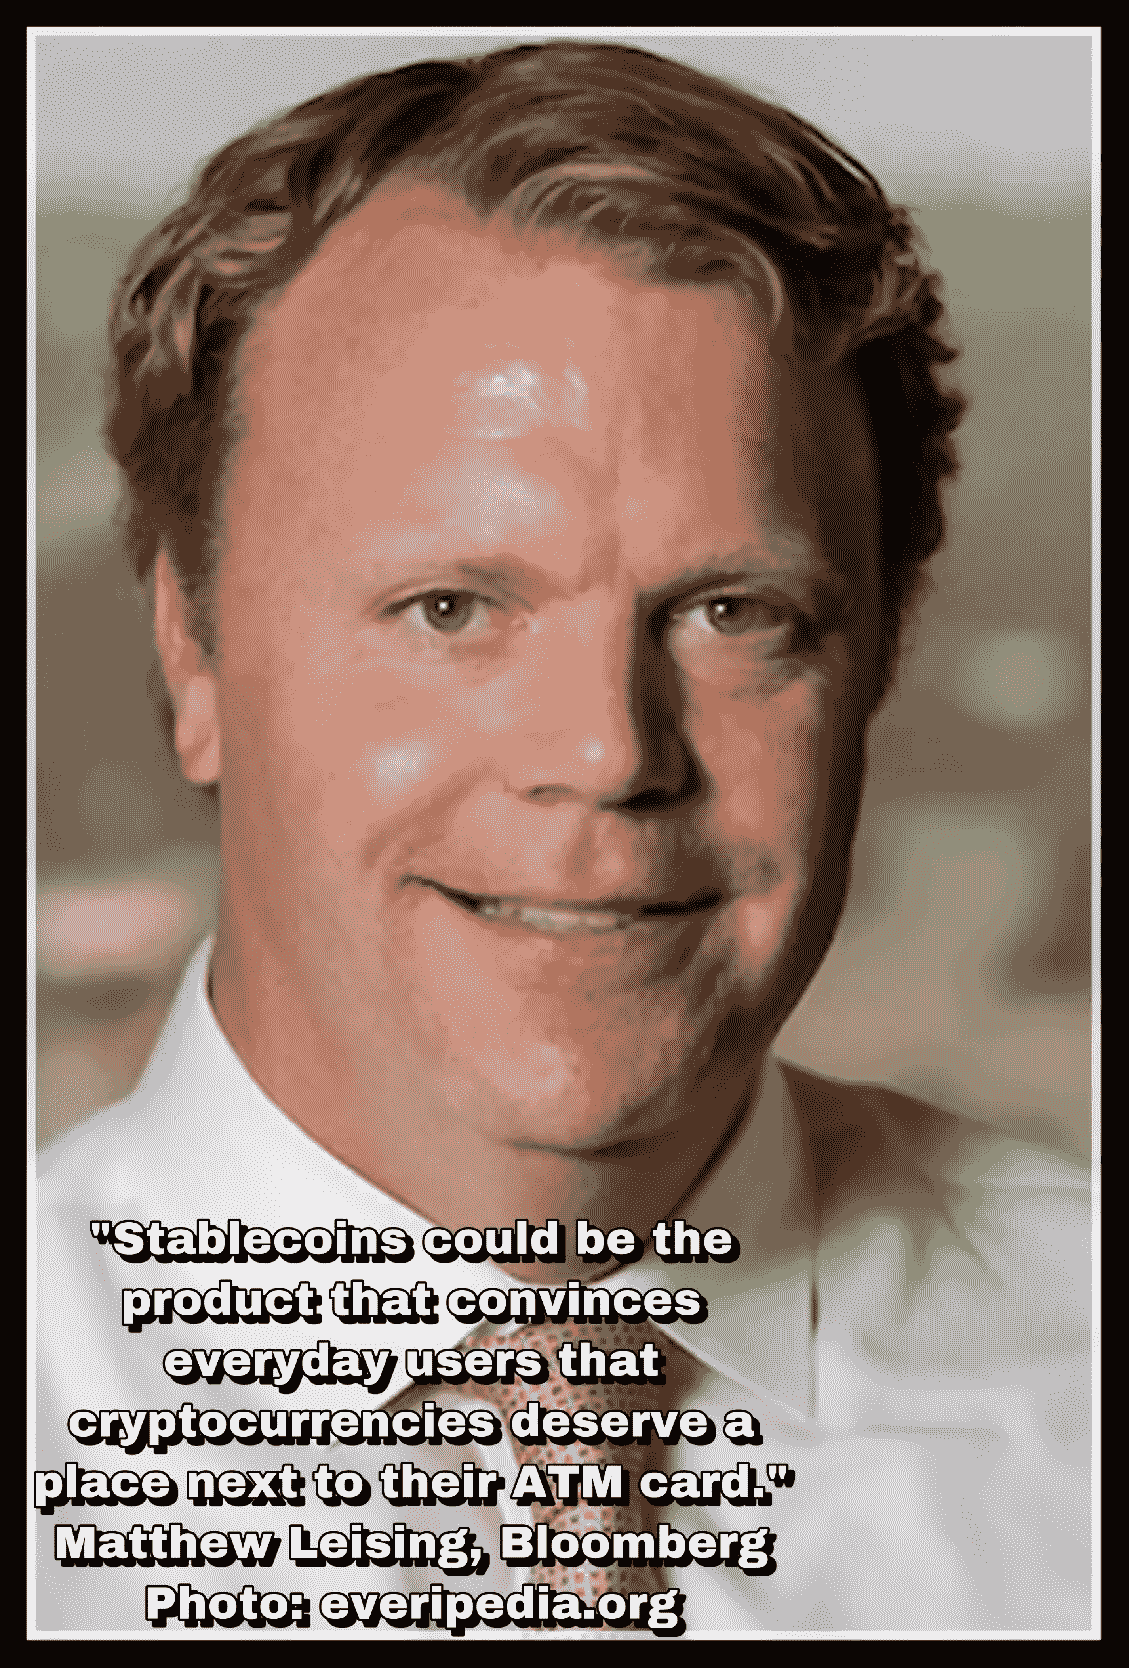 "Stablecoins could be the
product that convinces
everyday users that
cryptocurrencies deserve a
place next to their ATM card."
Matthew Leising, Bloomberg
Photo: everipedia.org